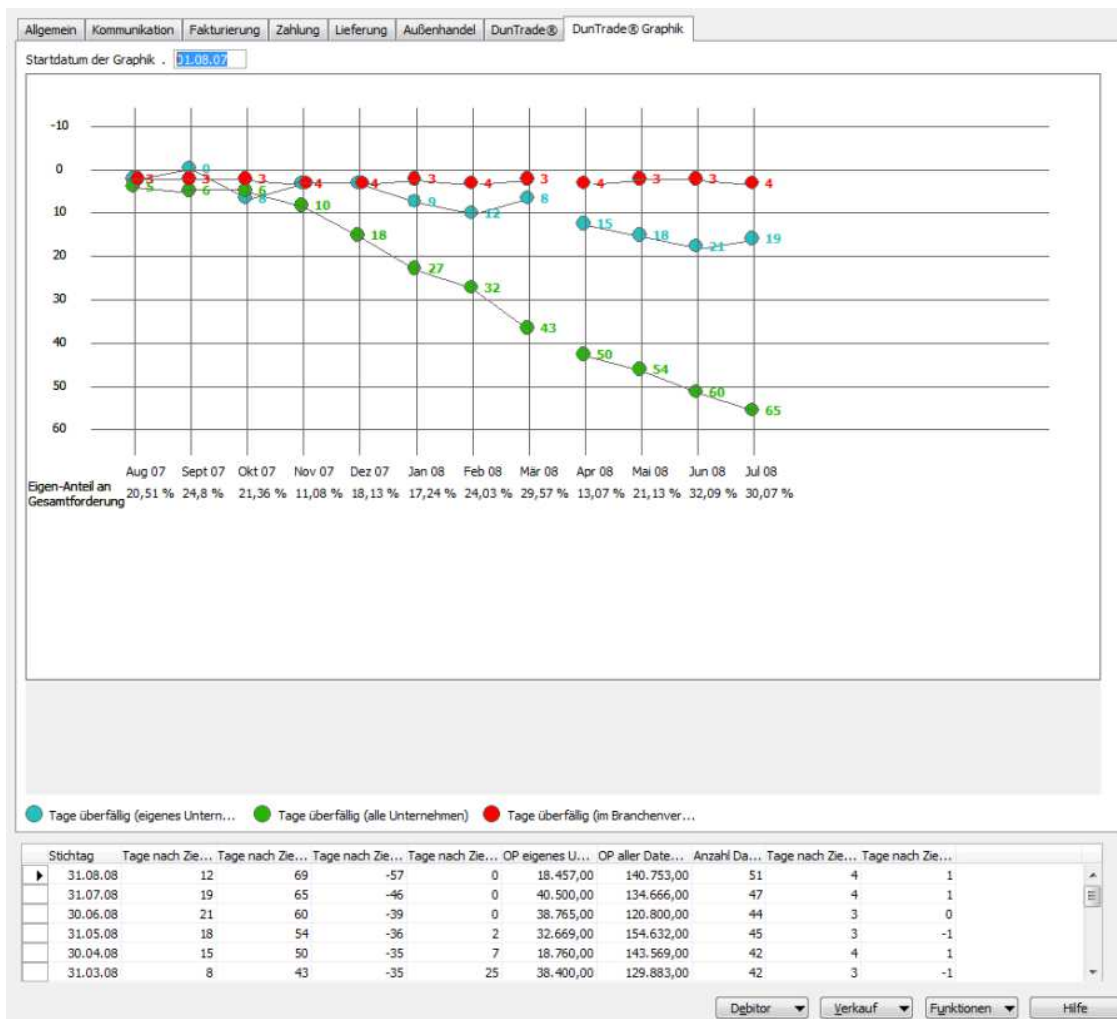 Allgemein Kommunikation Fakturierung Zahlung Lieferung Außenhandel DunTrade® DunTrade® Graphik
Startdatum der Graphik . 01.08.07
-10
0 3 3 0 3 4 4 3 4 3 4 3 3 4
5 6 6 8 10 9 12 8
10 15 18 21 19
20 18 27
30 32
40 43
50 50 54
60 60 65
Aug 07 Sept 07 Okt 07 Nov 07 Dez 07 Jan 08 Feb 08 Mär 08 Apr 08 Mai 08 Jun 08 Jul 08
Eigen-Anteil an
Gesamtforderung 20,51 % 24,8 % 21,36 % 11,08 % 18,13 % 17,24 % 24,03 % 29,57 % 13,07 % 21,13 % 32,09 % 30,07 %
Tage überfällig (eigenes Untern... Tage überfällig (alle Unternehmen) Tage überfällig (im Branchenver...
Stichtag Tage nach Zie... Tage nach Zie... Tage nach Zie... Tage nach Zie... OP eigenes U... OP aller Date... Anzahl Da... Tage nach Zie... Tage nach Zie...
31.08.08 12 69 -57 0 18.457,00 140.753,00 51 4 1
31.07.08 19 65 -46 0 40.500,00 134.666,00 47 4 1
30.06.08 21 60 -39 0 38.765,00 120.800,00 44 3 0
31.05.08 18 54 -36 2 32.669,00 154.632,00 45 3 -1
30.04.08 15 50 -35 7 18.760,00 143.569,00 42 4 1
31.03.08 8 43 -35 25 38.400,00 129.883,00 42 3 -1
Debitor Verkauf Funktionen Hilfe